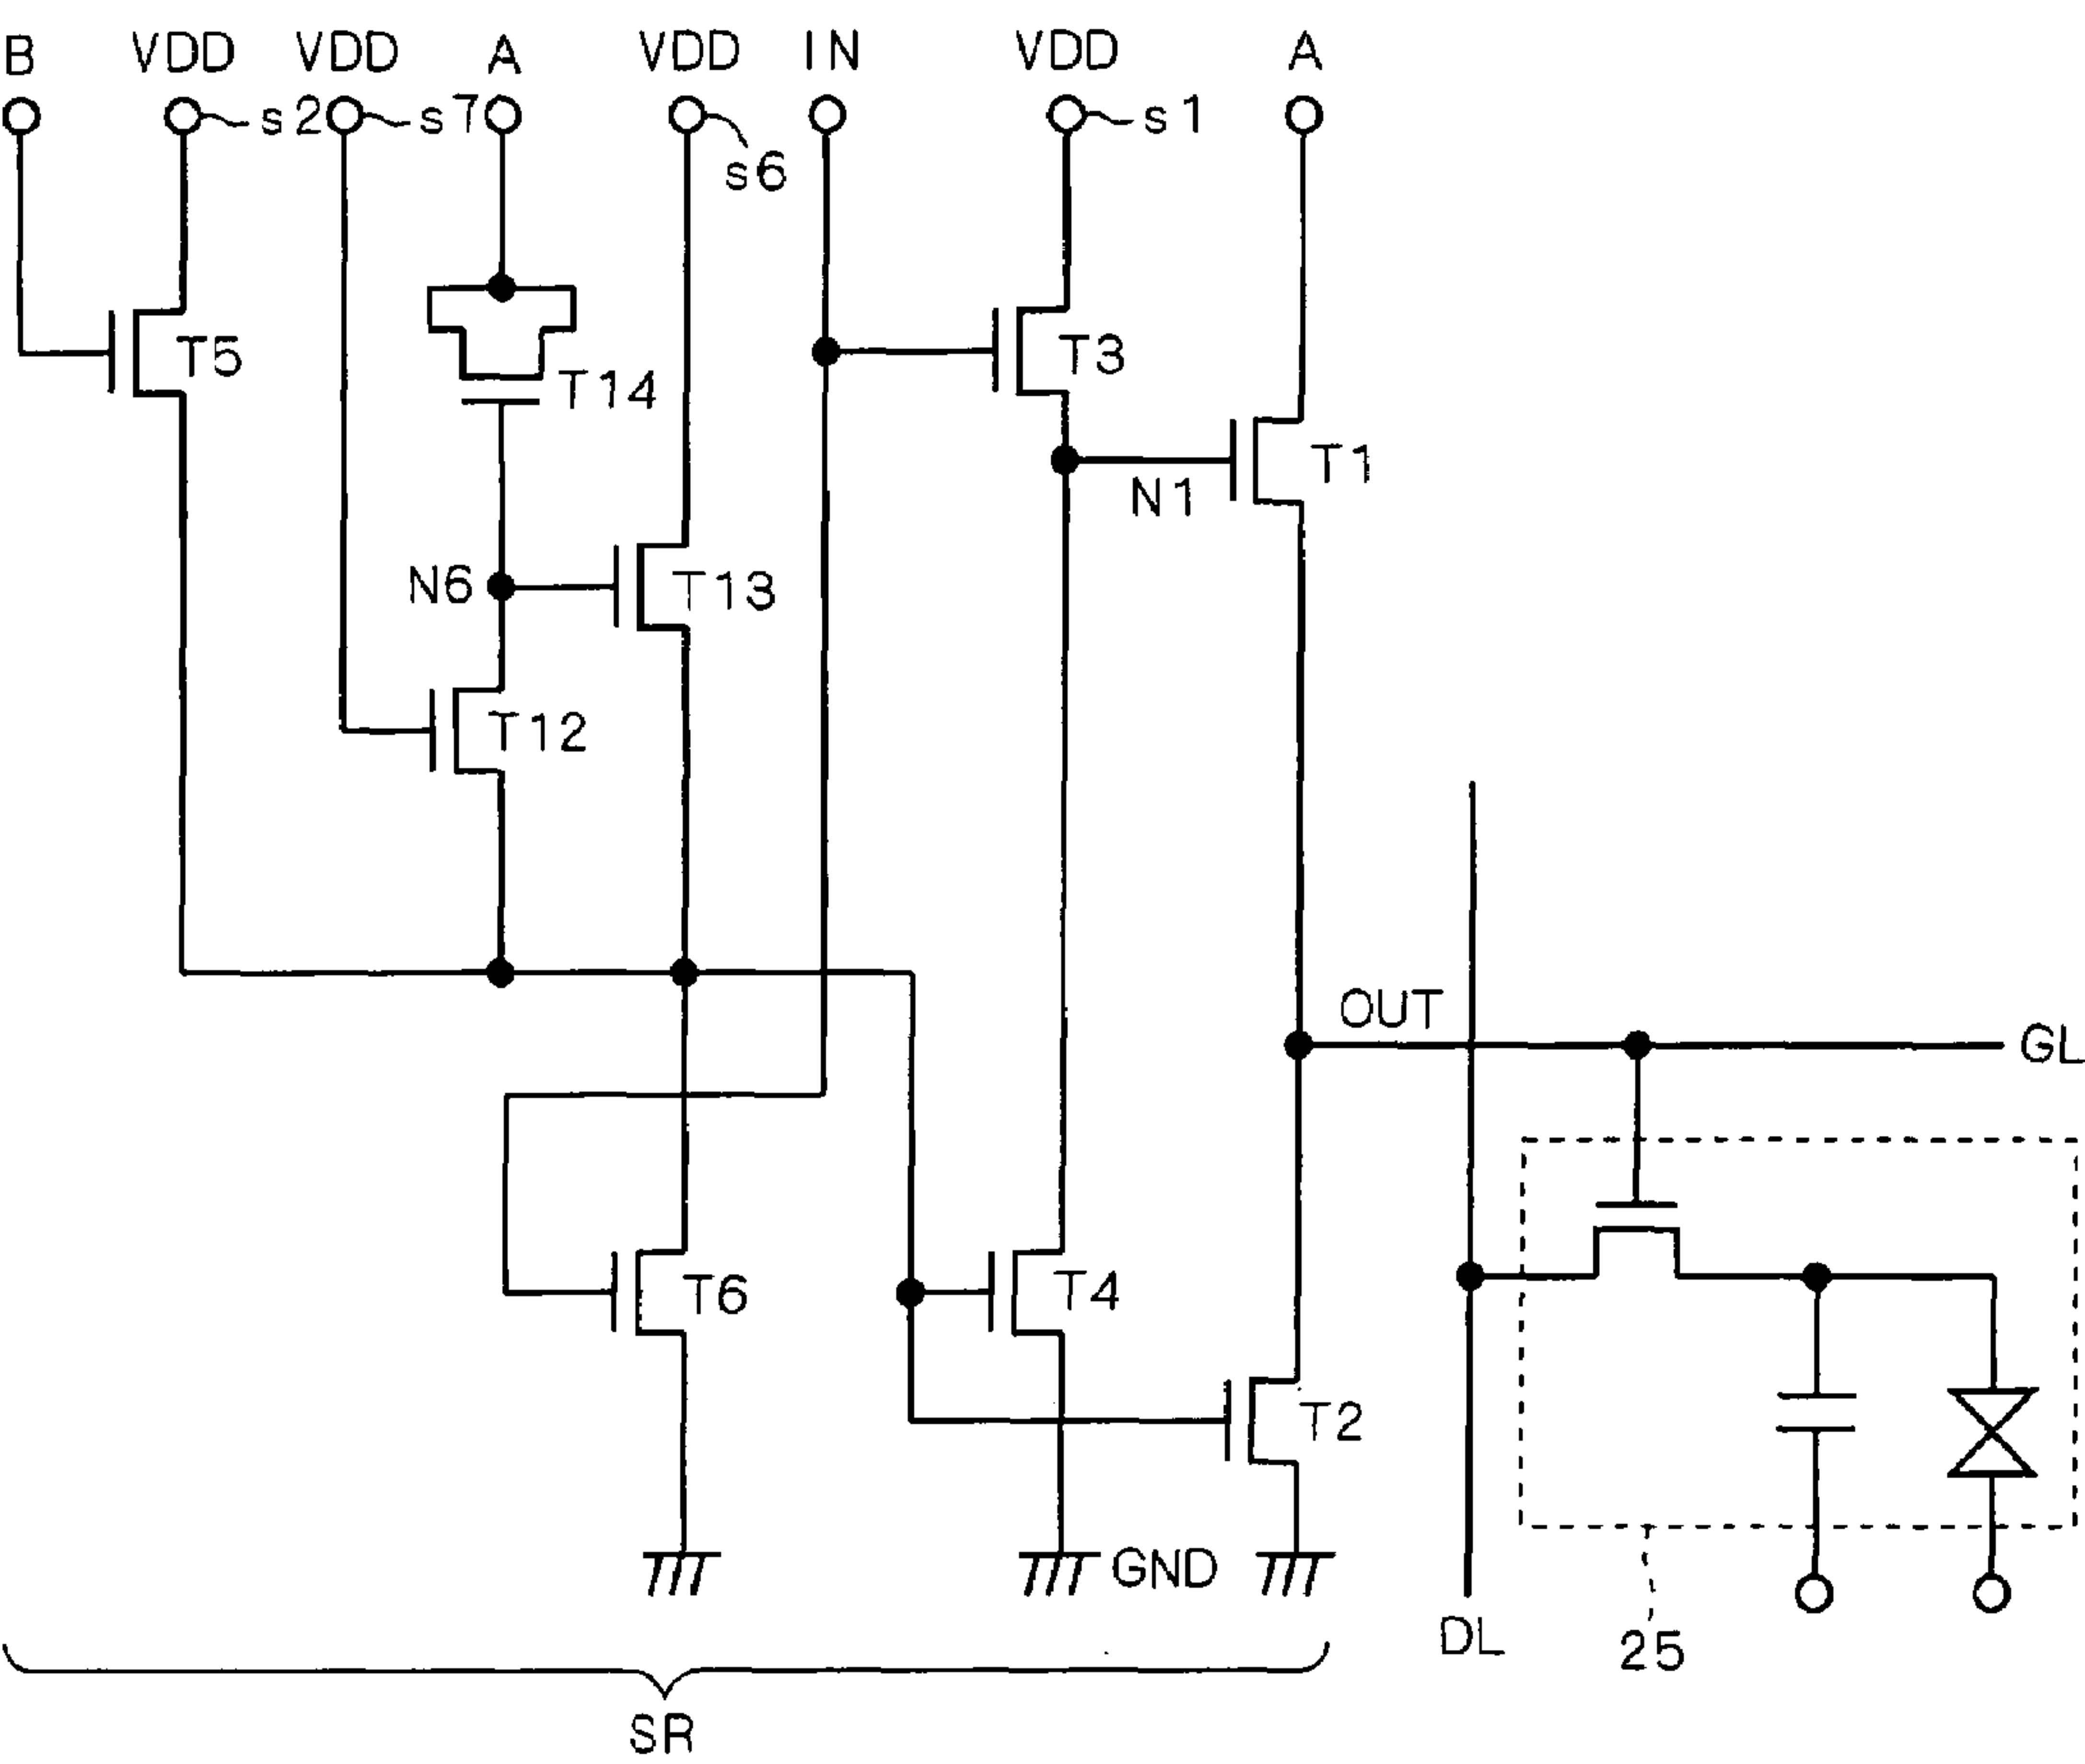 B VDD VDD A VDD IN VDD A
s2 s7 s1
s6
T5 T3
T14
T1
N1
N6 T13
T12
OUT
GL
T6 T4
T2
GND
DL 25
SR